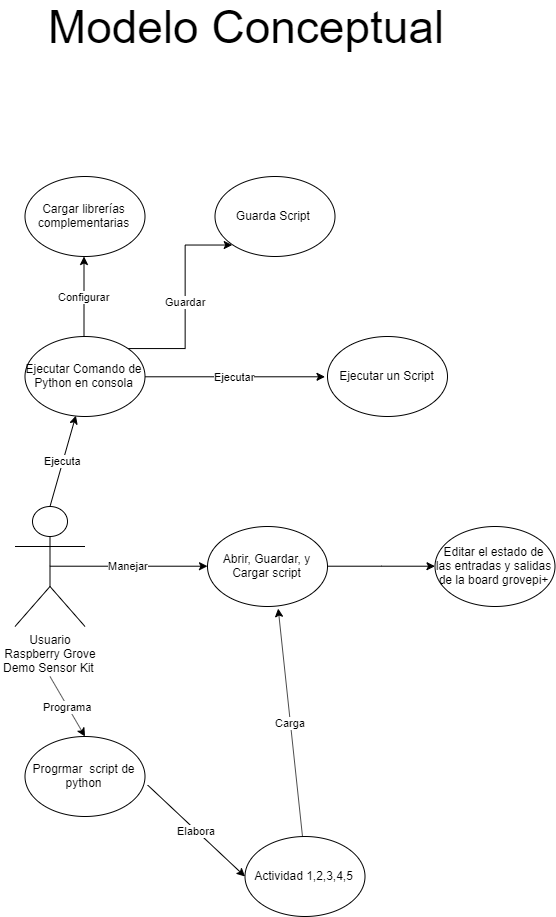 Modelo Conceptual
Cargar librerías
complementarias
Guarda Script
Configurar
Guardar
Ejecutar Comando de
Python en consola
Ejecutar
Ejecutar un Script
Ejecuta
Manejar
Abrir, Guardar, y
Cargar script
Editar el estado de
las entradas y salidas
de la board grovepi+
Usuario
Raspberry Grove
Demo Sensor Kit
Programa
Carga
Progrmar script de
python
Elabora
Actividad 1,2,3,4,5